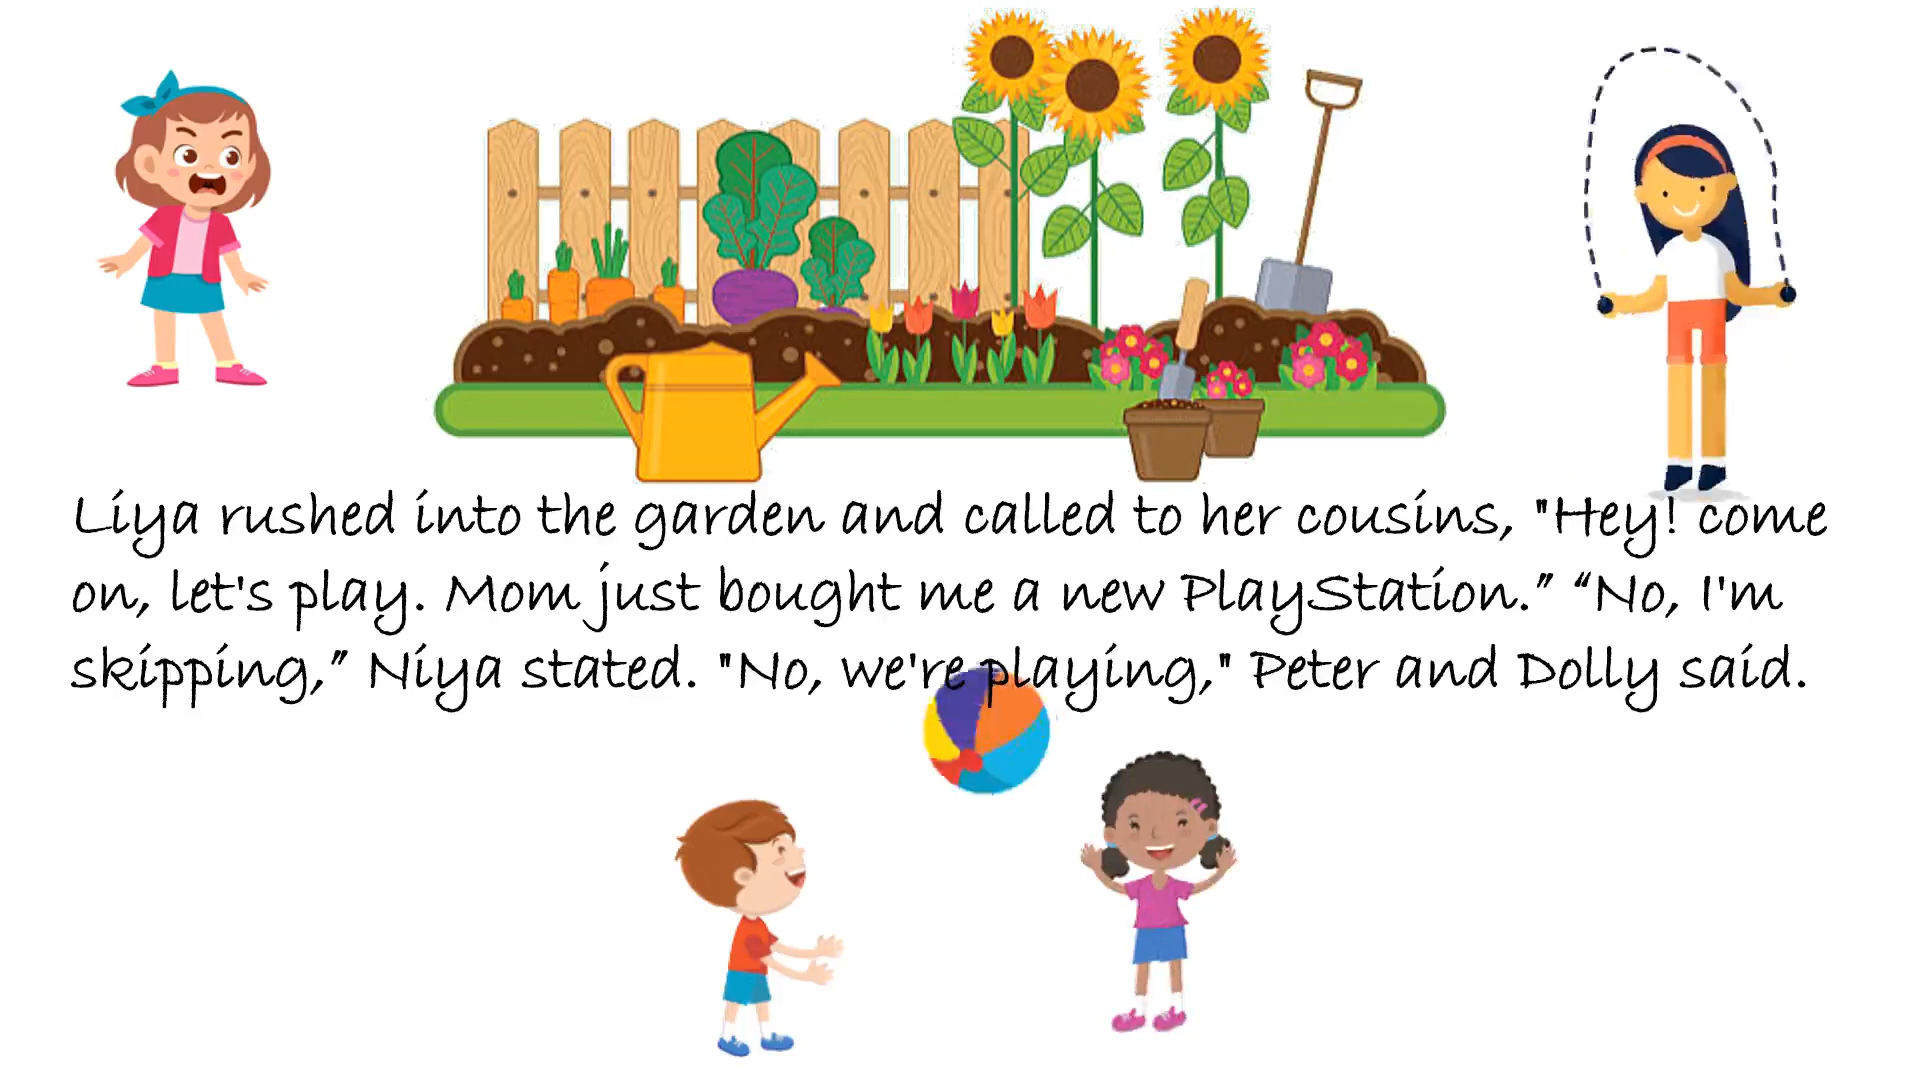 Liya rushed into the garden and called to her cousins, "Hey! come
on, let's play. Mom just bought me a new PlayStation.” “No, I'm
skipping,” Niya stated. "No, we're playing," Peter and Dolly said.